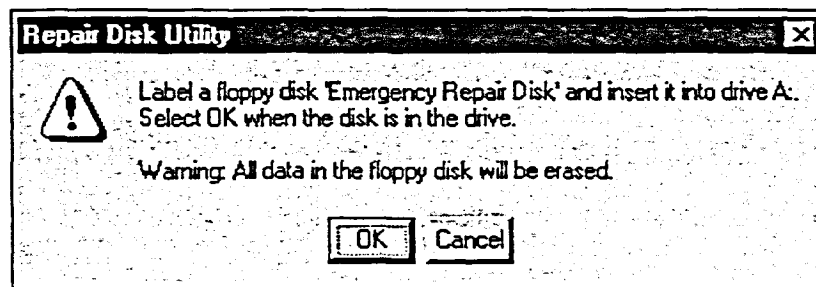 Repair Disk Utility
Label a floppy disk 'Emergency Repair Disk' and insert it into drive A:.
Select OK when the disk is in the drive.
Warning: All data in the floppy disk will be erased.
OK Cancel